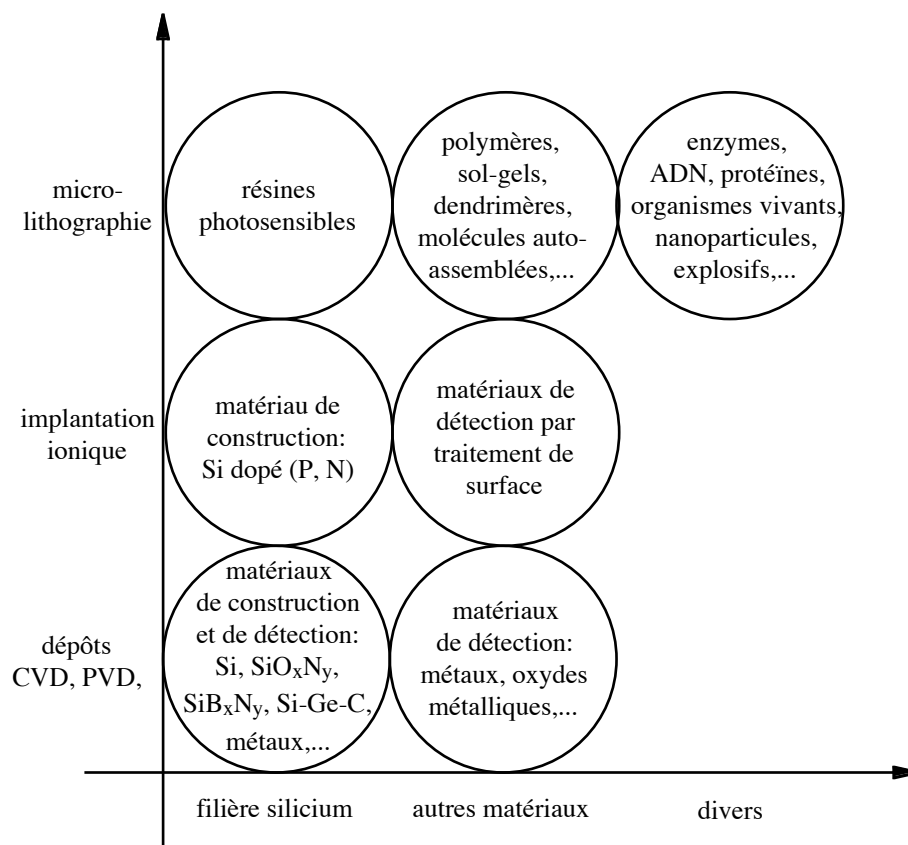 micro-
lithographie
résines
photosensibles
polymères,
sol-gels,
dendrimères,
molécules auto-
assemblées,...
enzymes,
ADN, protéïnes,
organismes vivants,
nanoparticules,
explosifs,...
implantation
ionique
matériau de
construction:
Si dopé (P, N)
matériaux de
détection par
traitement de
surface
dépôts
CVD, PVD,
matériaux
de construction
et de détection:
Si, SiOxNy,
SiBxNy, Si-Ge-C,
métaux,...
matériaux
de détection:
métaux, oxydes
métalliques,...
filière silicium
autres matériaux
divers